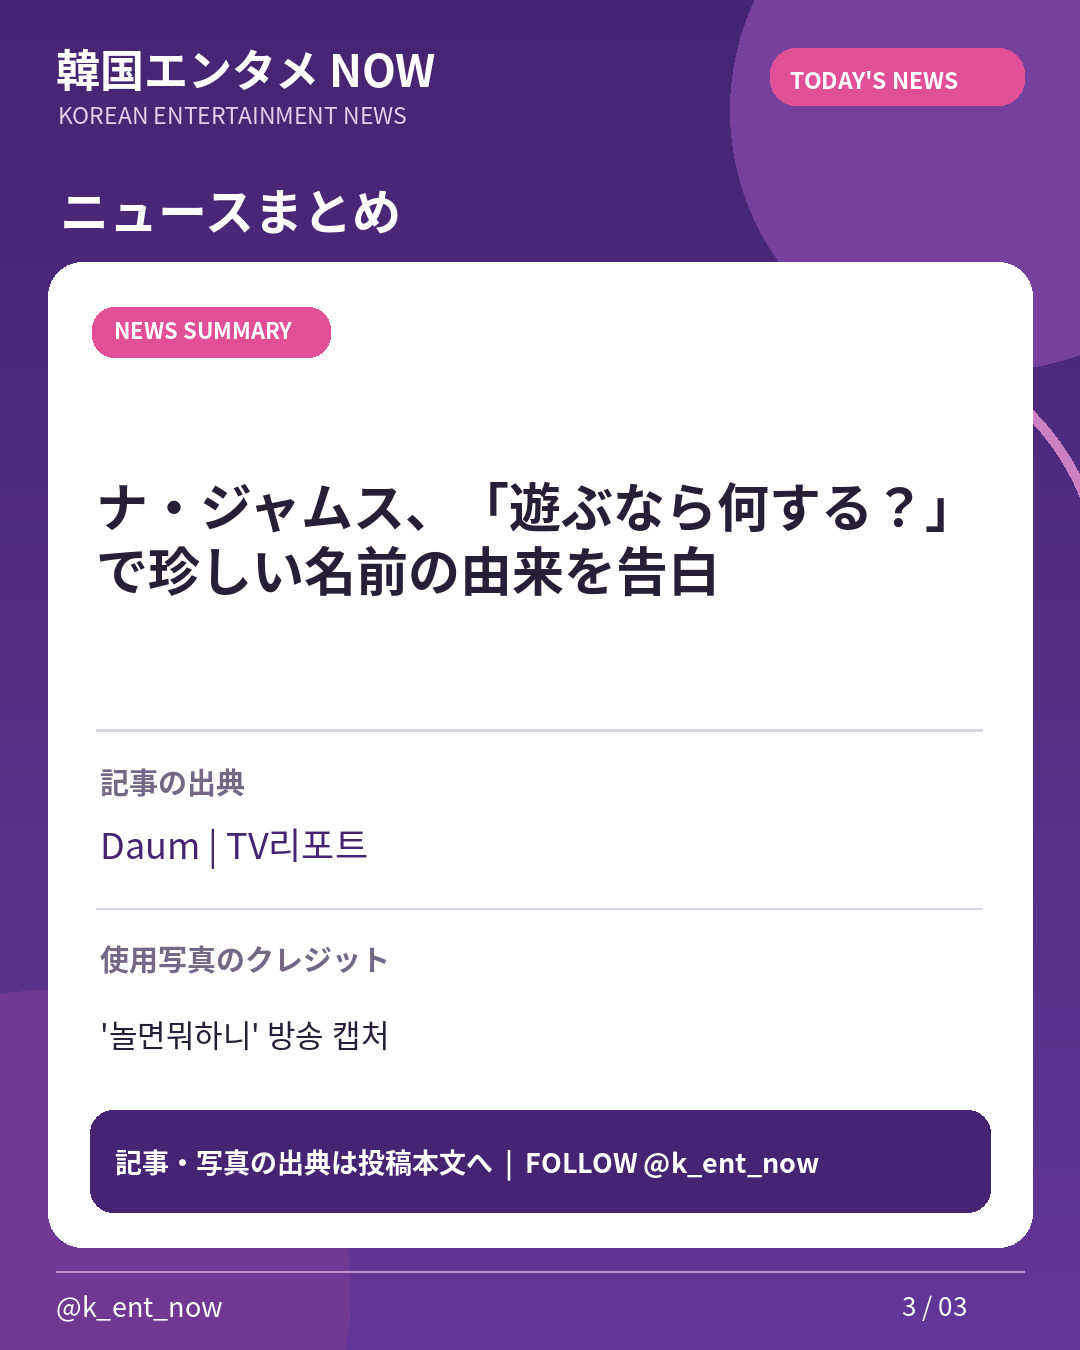 韓国エンタメ NOW
KOREAN ENTERTAINMENT NEWS
TODAY'S NEWS
ニュースまとめ
NEWS SUMMARY
ナ・ジャムス、「遊ぶなら何する？」
で珍しい名前の由来を告白
記事の出典
Daum | TV리포트
使用写真のクレジット
'놀면뭐하니' 방송 캡처
記事・写真の出典は投稿本文へ | FOLLOW @k_ent_now
@k_ent_now
3 / 03